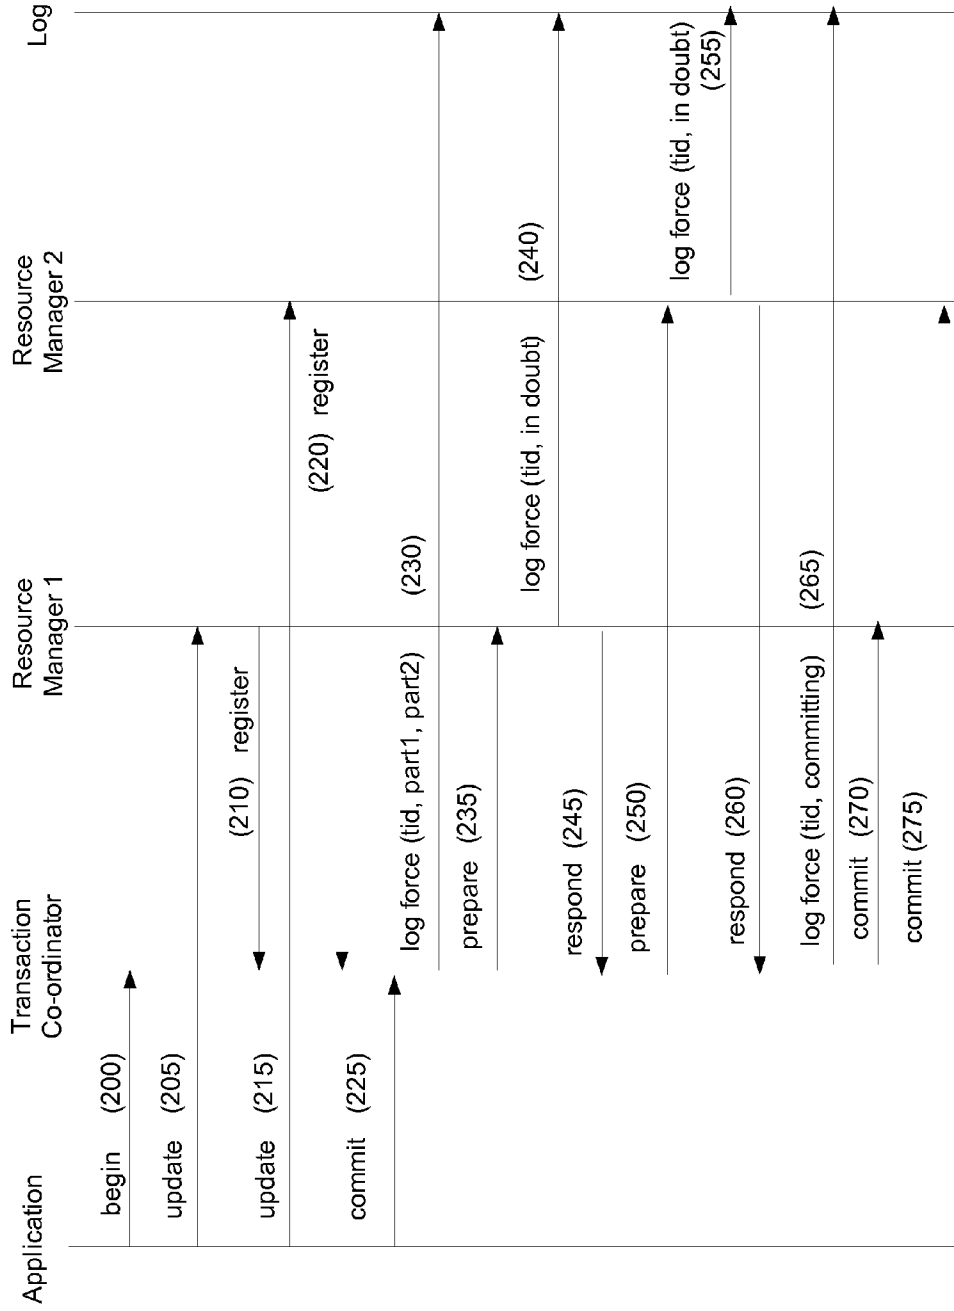 Application
Transaction
Co-ordinator
Resource
Manager 1
Resource
Manager 2
Log
begin (200)
update (205)
(210) register
update (215)
(220) register
commit (225)
log force (tid, part1, part2) (230)
prepare (235)
log force (tid, in doubt) (240)
respond (245)
prepare (250)
log force (tid, in doubt)
(255)
respond (260)
log force (tid, committing) (265)
commit (270)
commit (275)